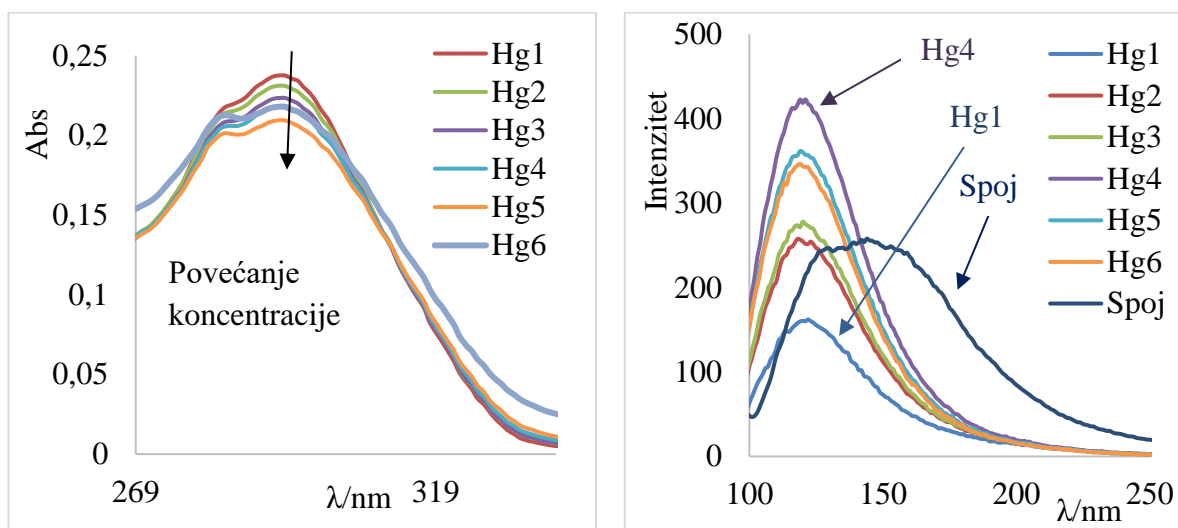 0,25
0,2
0,15
0,1
0,05
0
Abs
269
319
λ/nm
Hg1
Hg2
Hg3
Hg4
Hg5
Hg6
Povećanje
koncentracije
500
400
300
200
100
0
Intenzitet
100
150
200
250
λ/nm
Hg4
Hg1
Spoj
Hg1
Hg2
Hg3
Hg4
Hg5
Hg6
Spoj